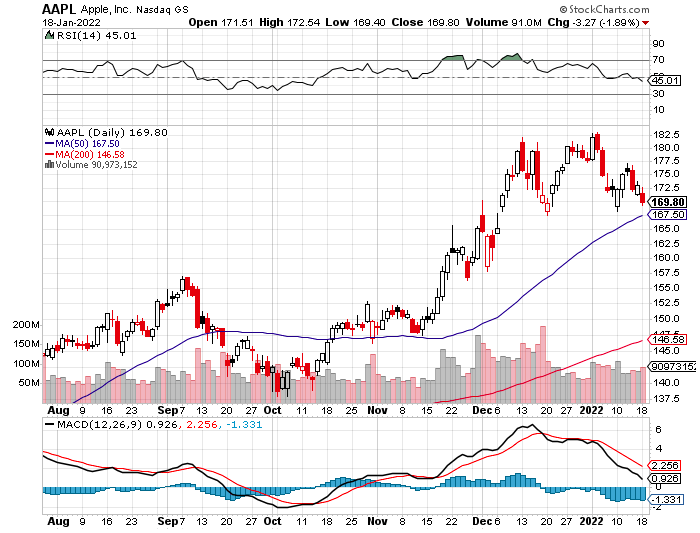 AAPL Apple, Inc. Nasdaq GS © StockCharts.com
18-Jan-2022 Open 171.51 High 172.54 Low 169.40 Close 169.80 Volume 91.0M Chg -3.27 (-1.89%)
RSI(14) 45.01
90
70
50
45.01
30
10
AAPL (Daily) 169.80
MA(50) 167.50
MA(200) 146.58
Volume 90,973,152
182.5
180.0
177.5
175.0
172.5
169.80
167.50
165.0
162.5
160.0
157.5
155.0
152.5
150.0
146.58
145.0
90973152
140.0
137.5
200M
150M
100M
50M
Aug 9 16 23 Sep 13 20 27 Oct 11 18 25 Nov 8 15 22 Dec 13 20 27 2022 10 18
MACD(12,26,9) 0.926, 2.256, -1.331
6
4
2.256
0.926
-1.331
-2
Aug 9 16 23 Sep 13 20 27 Oct 11 18 25 Nov 8 15 22 Dec 13 20 27 2022 10 18